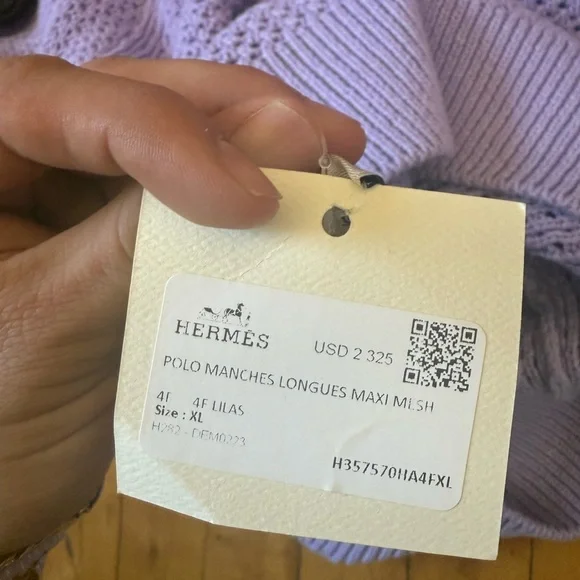 HERMÈS
USD 2 325
POLO MANCHES LONGUES MAXI MESH
4F 4F LILAS
Size : XL
H282 - DEM0223
H357570HA4FXL